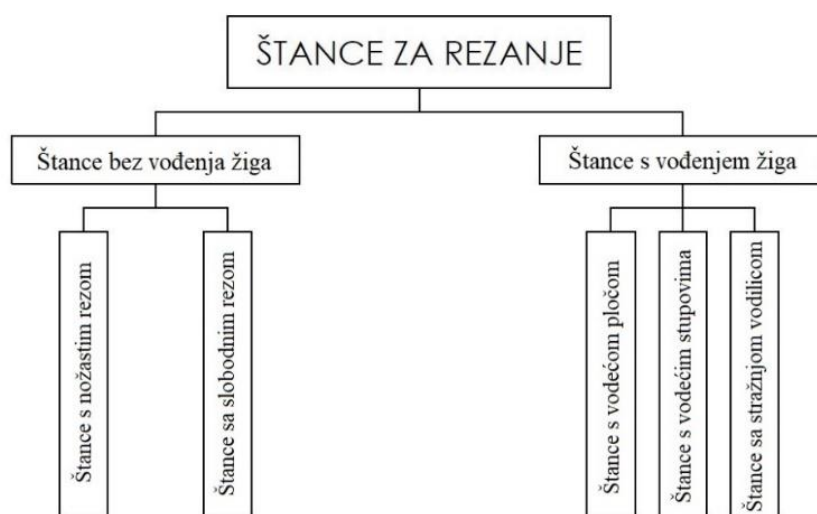 ŠTANCE ZA REZANJE
Štance bez vođenja žiga
Štance s vođenjem žiga
Štance s nožastim rezom
Štance sa slobodnim rezom
Štance s vodećom pločom
Štance s vodećim stupovima
Štance sa stražnjom vodilicom